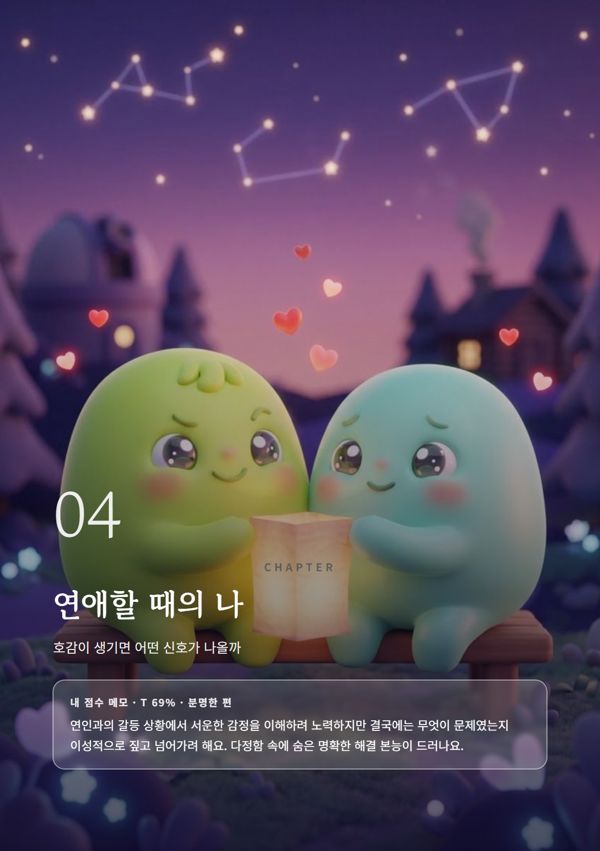 04
CHAPTER
연애할 때의 나
호감이 생기면 어떤 신호가 나올까
내 점수 메모 · T 69% · 분명한 편
연인과의 갈등 상황에서 서운한 감정을 이해하려 노력하지만 결국에는 무엇이 문제였는지
이성적으로 짚고 넘어가려 해요. 다정함 속에 숨은 명확한 해결 본능이 드러나요.